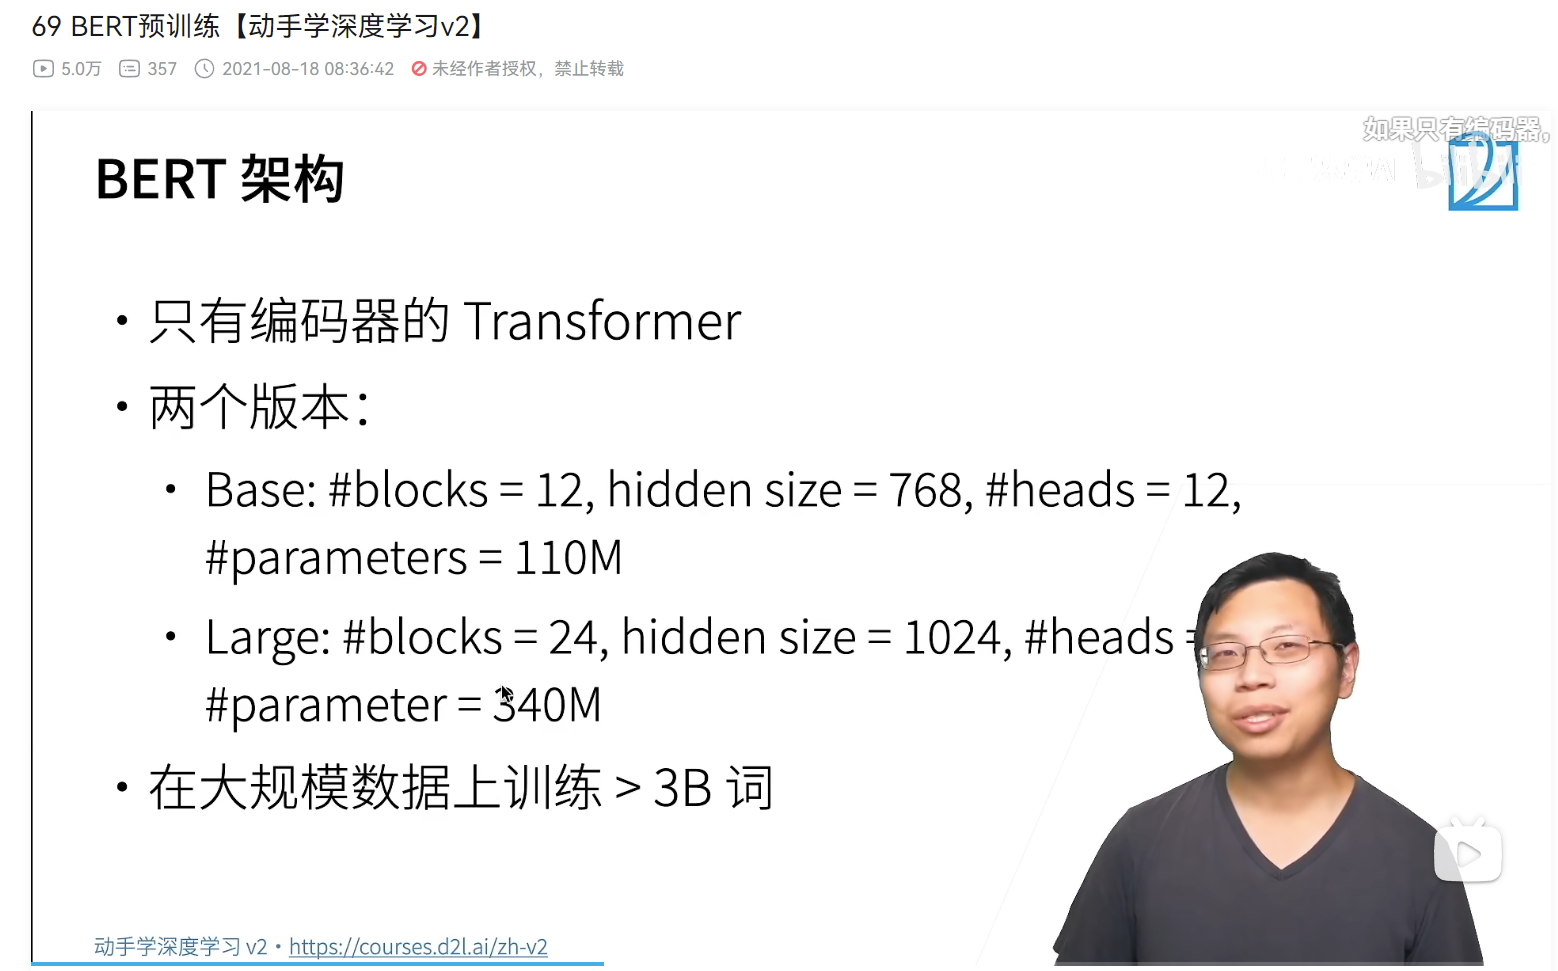 69 BERT预训练【动手学深度学习v2】
5.0万 357 2021-08-18 08:36:42 未经作者授权，禁止转载
如果只有编码器,
BERT 架构
• 只有编码器的 Transformer
• 两个版本：
• Base: #blocks = 12, hidden size = 768, #heads = 12,
#parameters = 110M
• Large: #blocks = 24, hidden size = 1024, #heads =
#parameter = 340M
• 在大规模数据上训练 > 3B 词
动手学深度学习 v2 • https://courses.d2l.ai/zh-v2